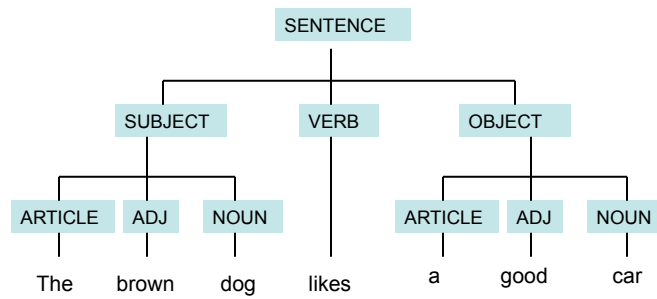 SENTENCE
SUBJECT VERB OBJECT
ARTICLE ADJ NOUN ARTICLE ADJ NOUN
The brown dog likes a good car